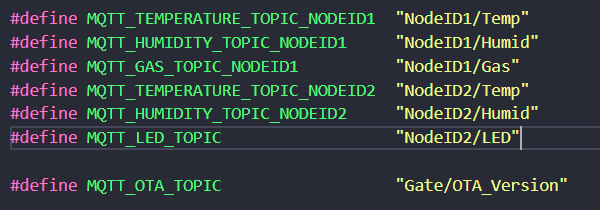 #define MQTT_TEMPERATURE_TOPIC_NODEID1 "NodeID1/Temp"
#define MQTT_HUMIDITY_TOPIC_NODEID1 "NodeID1/Humid"
#define MQTT_GAS_TOPIC_NODEID1 "NodeID1/Gas"
#define MQTT_TEMPERATURE_TOPIC_NODEID2 "NodeID2/Temp"
#define MQTT_HUMIDITY_TOPIC_NODEID2 "NodeID2/Humid"
#define MQTT_LED_TOPIC "NodeID2/LED"
#define MQTT_OTA_TOPIC "Gate/OTA_Version"